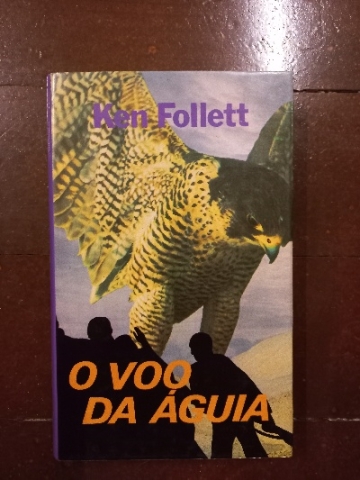 Ken Follett
O VOO
DA ÁGUIA